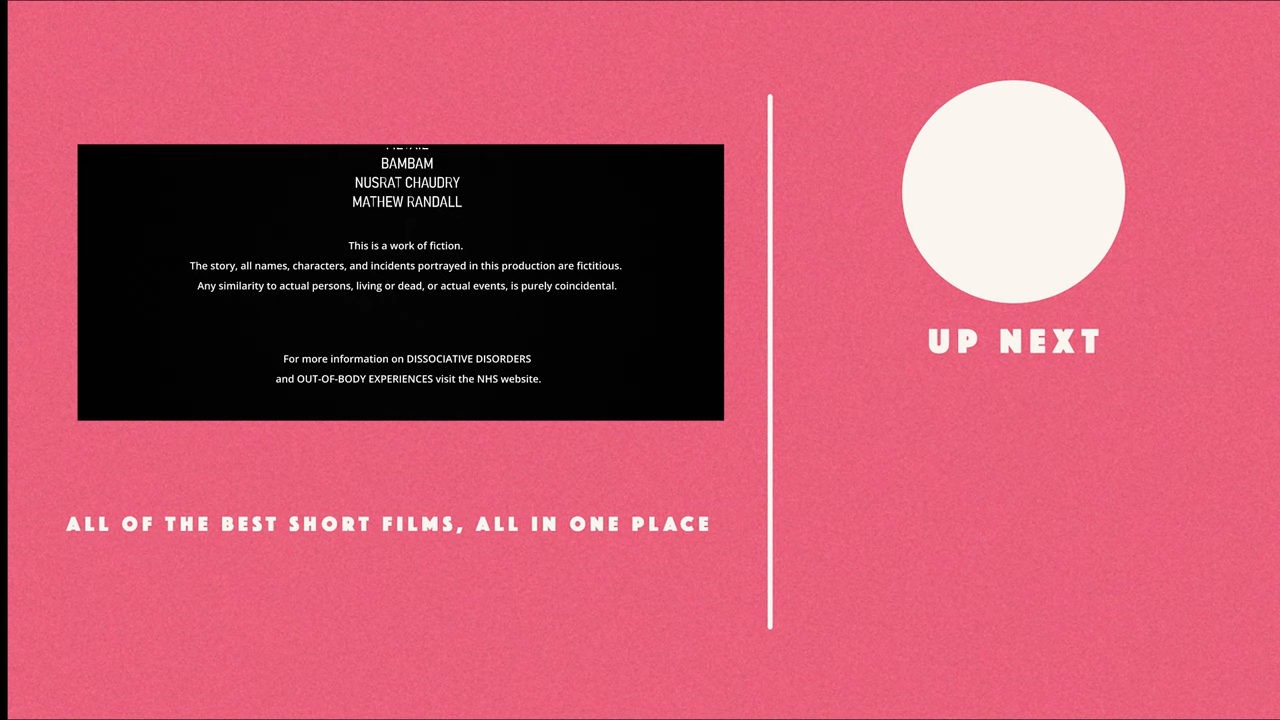 BAMBAM
NUSRAT CHAUDRY
MATHEW RANDALL
This is a work of fiction.
The story, all names, characters, and incidents portrayed in this production are fictitious.
Any similarity to actual persons, living or dead, or actual events, is purely coincidental.
For more information on DISSOCIATIVE DISORDERS
and OUT-OF-BODY EXPERIENCES visit the NHS website.
ALL OF THE BEST SHORT FILMS, ALL IN ONE PLACE
UP NEXT